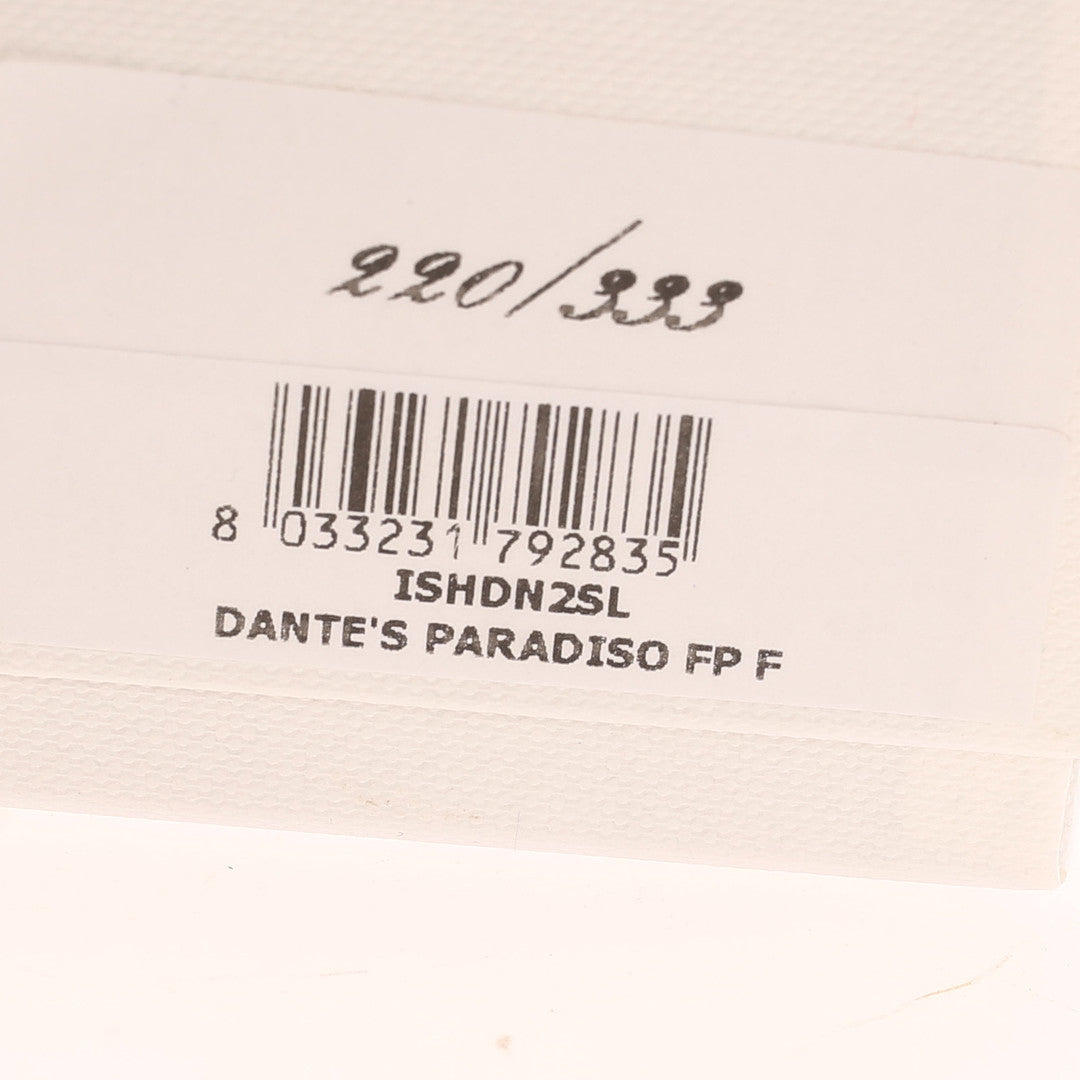 220/333
8 033231 792835
ISHDN2SL
DANTE'S PARADISO FP F